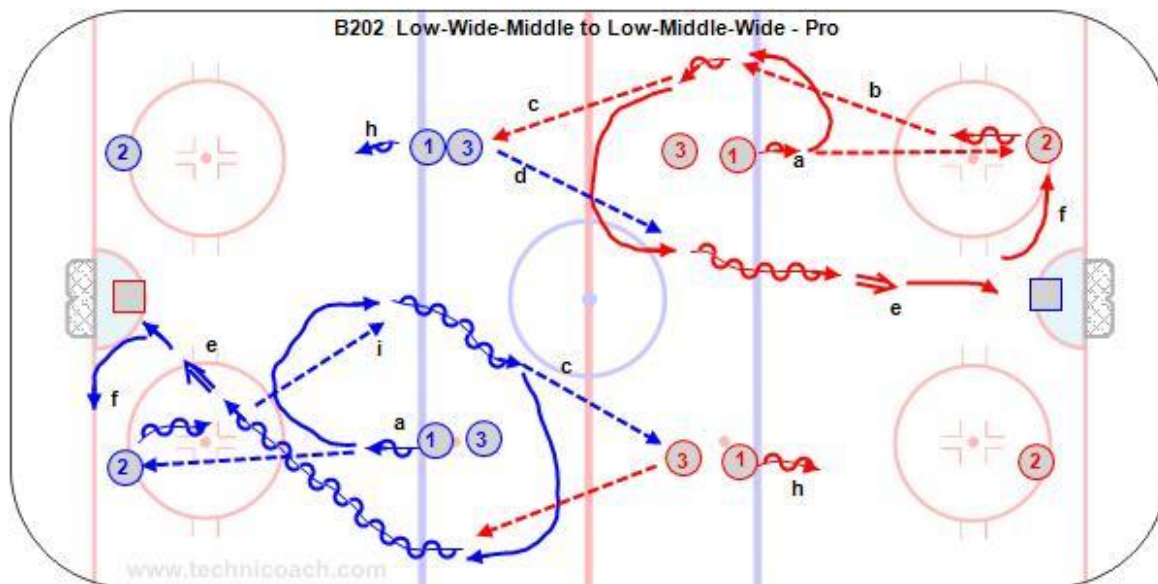 B202 Low-Wide-Middle to Low-Middle-Wide - Pro
b
c
h
2
1 3
3
1
a
2
d
f
e
i
e
c
f
a
1
3
2
3
1
2
h
www.technicoach.com